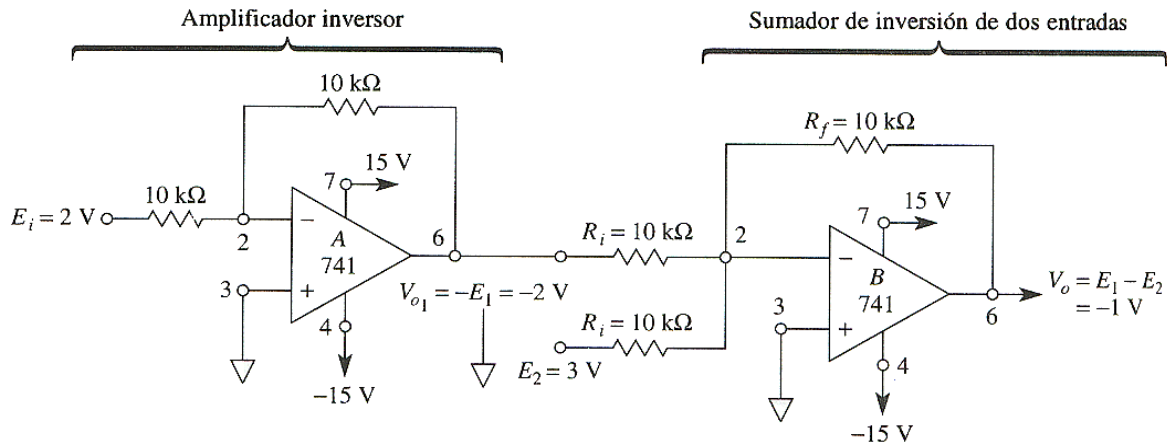 Amplificador inversor
Sumador de inversión de dos entradas
10 kΩ
R_f = 10 kΩ
7
15 V
10 kΩ
7
15 V
E_i = 2 V
2
−
A
741
6
R_i = 10 kΩ
2
−
B
741
V_o = E_1 − E_2
= −1 V
3
+
V_{o_1} = −E_1 = −2 V
6
4
R_i = 10 kΩ
3
+
4
E_2 = 3 V
−15 V
−15 V